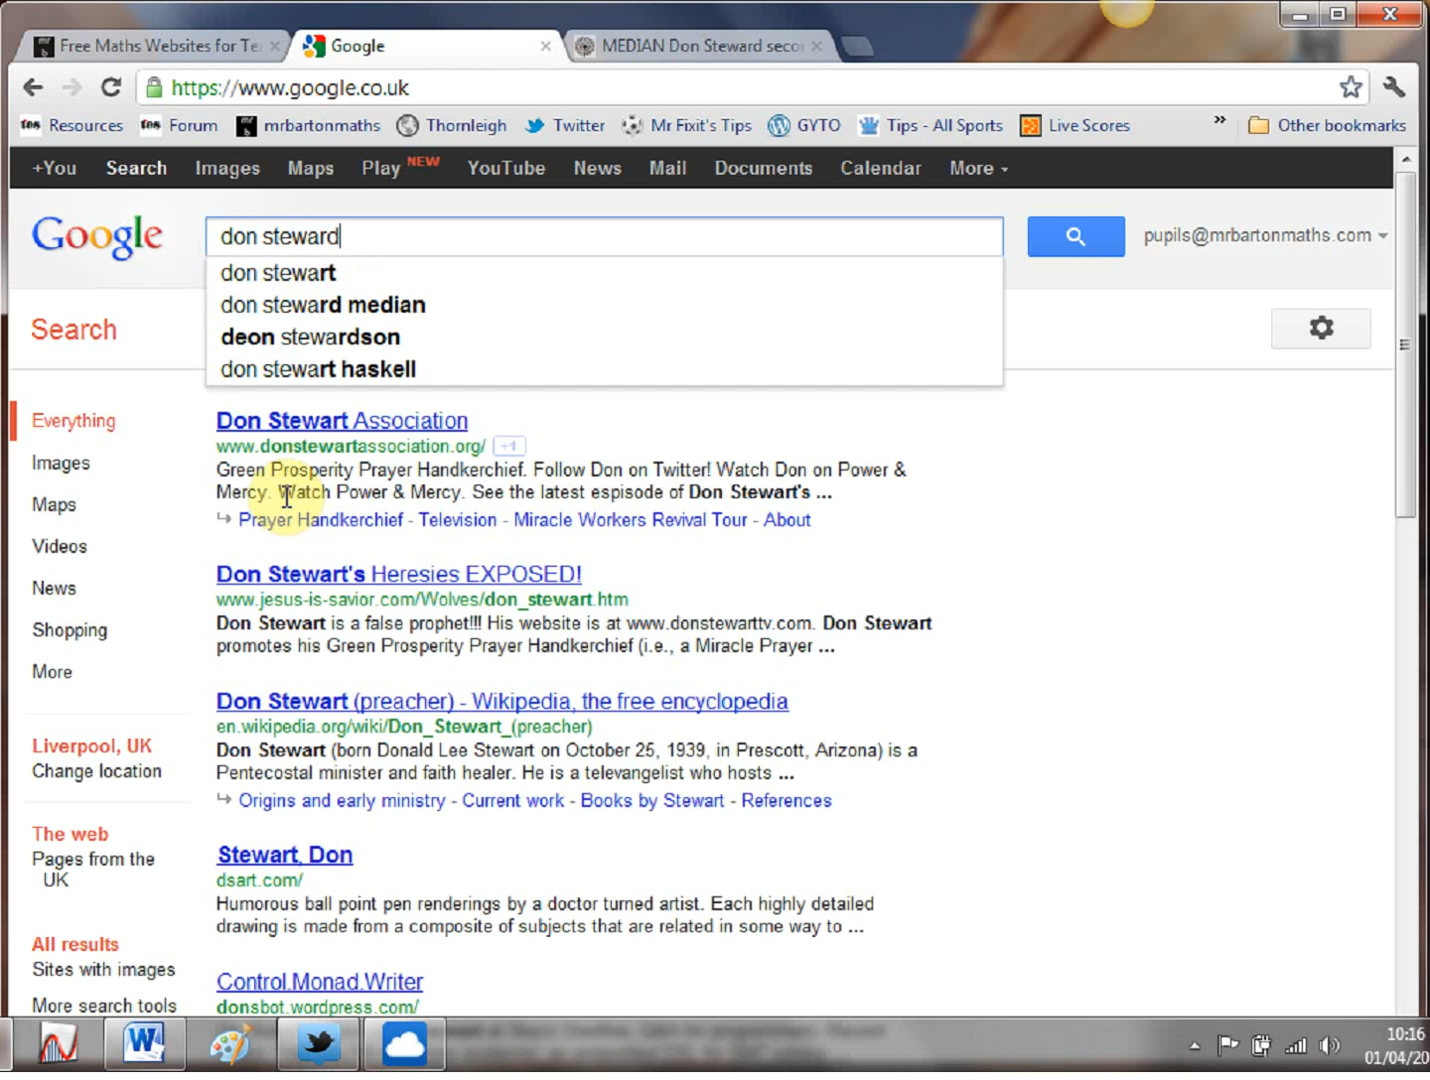 Free Maths Websites for Te
Google
MEDIAN Don Steward seco
https://www.google.co.uk
tes Resources
tes Forum
mrbartonmaths
Thornleigh
Twitter
Mr Fixit's Tips
GYTO
Tips - All Sports
Live Scores
»
Other bookmarks
+You Search Images Maps Play NEW YouTube News Mail Documents Calendar More
Google
don steward
pupils@mrbartonmaths.com
don stewart
don steward median
deon stewardson
don stewart haskell
Search
Everything
Images
Maps
Videos
News
Shopping
More
Liverpool, UK
Change location
The web
Pages from the
UK
All results
Sites with images
More search tools
Don Stewart Association
www.donstewartassociation.org/ +1
Green Prosperity Prayer Handkerchief. Follow Don on Twitter! Watch Don on Power &
Mercy. Watch Power & Mercy. See the latest espisode of Don Stewart's ...
Prayer Handkerchief - Television - Miracle Workers Revival Tour - About
Don Stewart's Heresies EXPOSED!
www.jesus-is-savior.com/Wolves/don_stewart.htm
Don Stewart is a false prophet!!! His website is at www.donstewarttv.com. Don Stewart
promotes his Green Prosperity Prayer Handkerchief (i.e., a Miracle Prayer ...
Don Stewart (preacher) - Wikipedia, the free encyclopedia
en.wikipedia.org/wiki/Don_Stewart_(preacher)
Don Stewart (born Donald Lee Stewart on October 25, 1939, in Prescott, Arizona) is a
Pentecostal minister and faith healer. He is a televangelist who hosts ...
Origins and early ministry - Current work - Books by Stewart - References
Stewart, Don
dsart.com/
Humorous ball point pen renderings by a doctor turned artist. Each highly detailed
drawing is made from a composite of subjects that are related in some way to ...
Control.Monad.Writer
donsbot.wordpress.com/
10:16
01/04/20